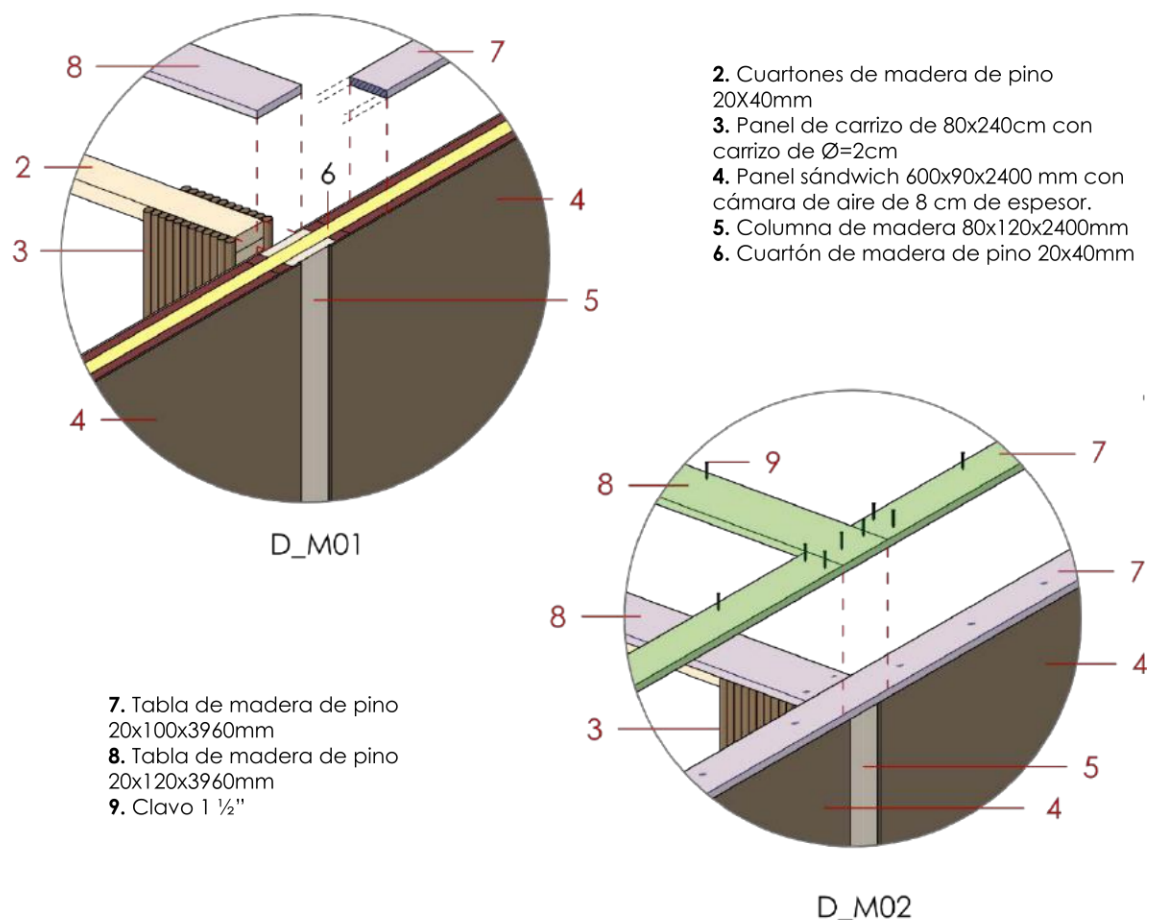 8
7
2
6
4
3
5
4
D_M01
2. Cuartones de madera de pino
20X40mm
3. Panel de carrizo de 80x240cm con
carrizo de Ø=2cm
4. Panel sándwich 600x90x2400 mm con
cámara de aire de 8 cm de espesor.
5. Columna de madera 80x120x2400mm
6. Cuartón de madera de pino 20x40mm
9
7
8
7
8
4
3
5
4
D_M02
7. Tabla de madera de pino
20x100x3960mm
8. Tabla de madera de pino
20x120x3960mm
9. Clavo 1 ½”